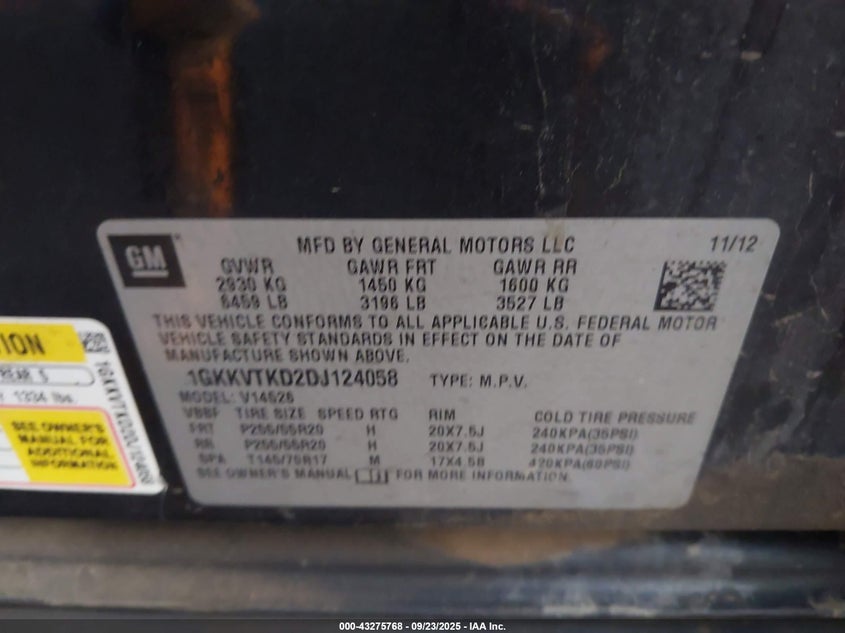 GM
MFD BY GENERAL MOTORS LLC
11/12
GVWR GAWR FRT GAWR RR
2930 KG 1450 KG 1600 KG
6459 LB 3196 LB 3527 LB
THIS VEHICLE CONFORMS TO ALL APPLICABLE U.S. FEDERAL MOTOR
VEHICLE SAFETY STANDARDS IN EFFECT ON THE DATE OF
MANUFACTURE SHOWN ABOVE.
1GKKVTKD2DJ124058 TYPE: M.P.V.
MODEL: V14526
TIRE SIZE SPEED RTG RIM COLD TIRE PRESSURE
FRT P255/55R20 H 20X7.5J 240KPA(35PSI)
RR P255/55R20 H 20X7.5J 240KPA(35PSI)
SPA T145/70R17 M 17X4.5B 420KPA(60PSI)
SEE OWNER'S MANUAL FOR MORE INFORMATION.
TION
REAR 5
1334 lbs.
SEE OWNER'S
MANUAL FOR
ADDITIONAL
INFORMATION
000-43275768 - 09/23/2025 - IAA Inc.